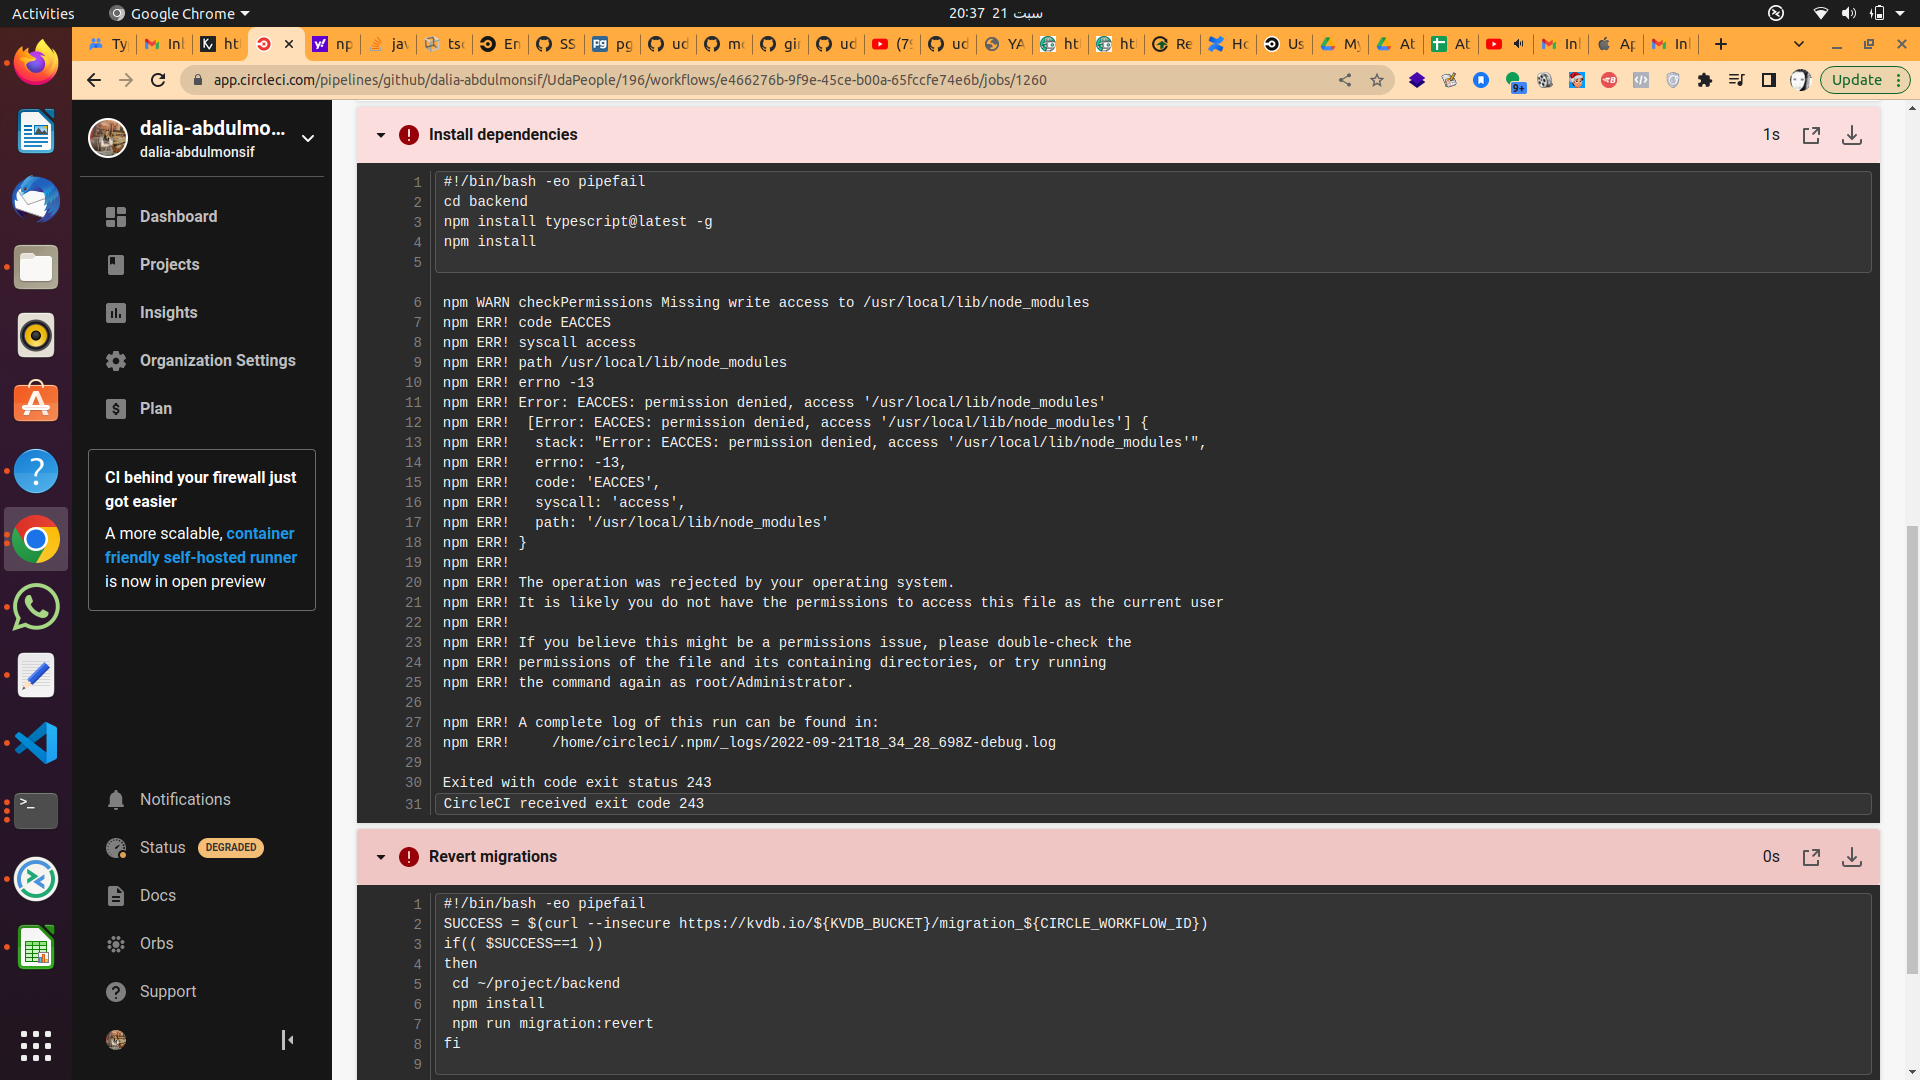 Activities
Google Chrome
20:37 21 سبت
Ty
Inl
ht
np
jav
tsc
En
SS
pg
uc
mo
gir
uc
(79
uc
YA
ht
ht
Re
Ho
Us
My
At
At
Inl
Ap
Inl
app.circleci.com/pipelines/github/dalia-abdulmonsif/UdaPeople/196/workflows/e466276b-9f9e-45ce-b00a-65fccfe74e6b/jobs/1260
9+
Update
dalia-abdulmo...
dalia-abdulmonsif
Dashboard
Projects
Insights
Organization Settings
Plan
CI behind your firewall just
got easier
A more scalable, container
friendly self-hosted runner
is now in open preview
Notifications
Status DEGRADED
Docs
Orbs
Support
Install dependencies 1s
1 #!/bin/bash -eo pipefail
2 cd backend
3 npm install typescript@latest -g
4 npm install
5
6 npm WARN checkPermissions Missing write access to /usr/local/lib/node_modules
7 npm ERR! code EACCES
8 npm ERR! syscall access
9 npm ERR! path /usr/local/lib/node_modules
10 npm ERR! errno -13
11 npm ERR! Error: EACCES: permission denied, access '/usr/local/lib/node_modules'
12 npm ERR!  [Error: EACCES: permission denied, access '/usr/local/lib/node_modules'] {
13 npm ERR!   stack: "Error: EACCES: permission denied, access '/usr/local/lib/node_modules'",
14 npm ERR!   errno: -13,
15 npm ERR!   code: 'EACCES',
16 npm ERR!   syscall: 'access',
17 npm ERR!   path: '/usr/local/lib/node_modules'
18 npm ERR! }
19 npm ERR!
20 npm ERR! The operation was rejected by your operating system.
21 npm ERR! It is likely you do not have the permissions to access this file as the current user
22 npm ERR!
23 npm ERR! If you believe this might be a permissions issue, please double-check the
24 npm ERR! permissions of the file and its containing directories, or try running
25 npm ERR! the command again as root/Administrator.
26
27 npm ERR! A complete log of this run can be found in:
28 npm ERR!     /home/circleci/.npm/_logs/2022-09-21T18_34_28_698Z-debug.log
29
30 Exited with code exit status 243
31 CircleCI received exit code 243
Revert migrations 0s
1 #!/bin/bash -eo pipefail
2 SUCCESS = $(curl --insecure https://kvdb.io/${KVDB_BUCKET}/migration_${CIRCLE_WORKFLOW_ID})
3 if(( $SUCCESS==1 ))
4 then
5  cd ~/project/backend
6  npm install
7  npm run migration:revert
8 fi
9